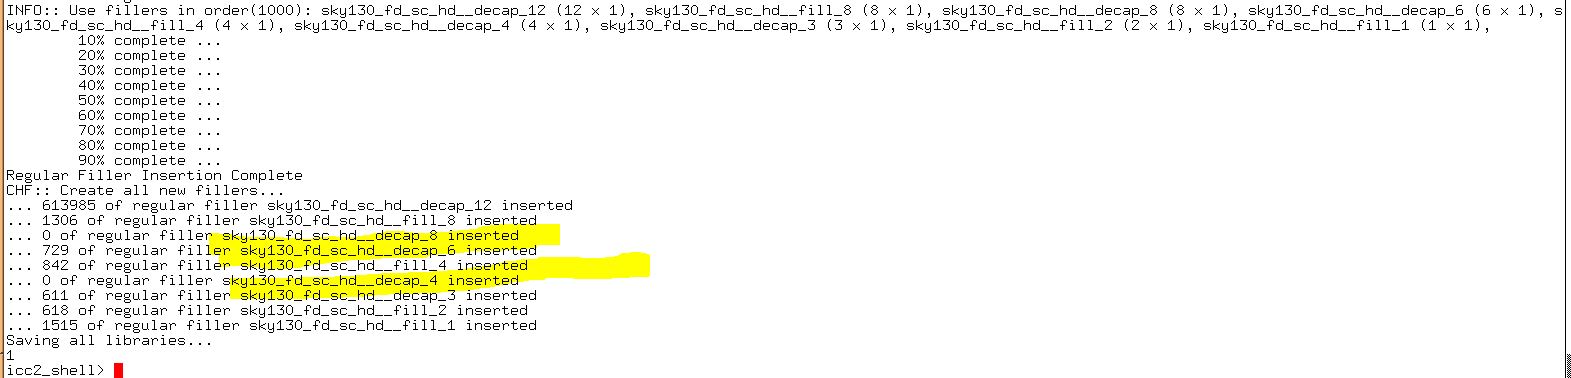 INFO:: Use fillers in order(1000): sky130_fd_sc_hd__decap_12 (12 × 1), sky130_fd_sc_hd__fill_8 (8 × 1), sky130_fd_sc_hd__decap_8 (8 × 1), sky130_fd_sc_hd__decap_6 (6 × 1), s
ky130_fd_sc_hd__fill_4 (4 × 1), sky130_fd_sc_hd__decap_4 (4 × 1), sky130_fd_sc_hd__decap_3 (3 × 1), sky130_fd_sc_hd__fill_2 (2 × 1), sky130_fd_sc_hd__fill_1 (1 × 1),
10% complete ...
20% complete ...
30% complete ...
40% complete ...
50% complete ...
60% complete ...
70% complete ...
80% complete ...
90% complete ...
Regular Filler Insertion Complete
CHF:: Create all new fillers...
... 613985 of regular filler sky130_fd_sc_hd__decap_12 inserted
... 1306 of regular filler sky130_fd_sc_hd__fill_8 inserted
... 0 of regular filler sky130_fd_sc_hd__decap_8 inserted
... 729 of regular filler sky130_fd_sc_hd__decap_6 inserted
... 842 of regular filler sky130_fd_sc_hd__fill_4 inserted
... 0 of regular filler sky130_fd_sc_hd__decap_4 inserted
... 611 of regular filler sky130_fd_sc_hd__decap_3 inserted
... 618 of regular filler sky130_fd_sc_hd__fill_2 inserted
... 1515 of regular filler sky130_fd_sc_hd__fill_1 inserted
Saving all libraries...
1
icc2_shell>